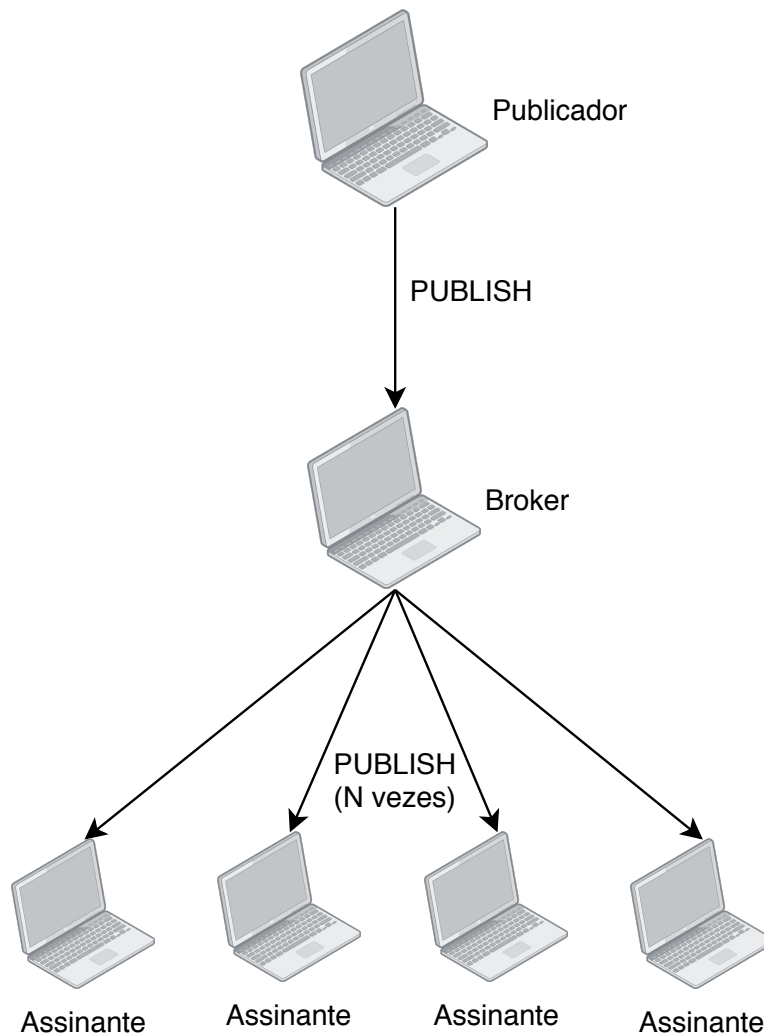 Publicador
PUBLISH
Broker
PUBLISH
(N vezes)
Assinante
Assinante
Assinante
Assinante